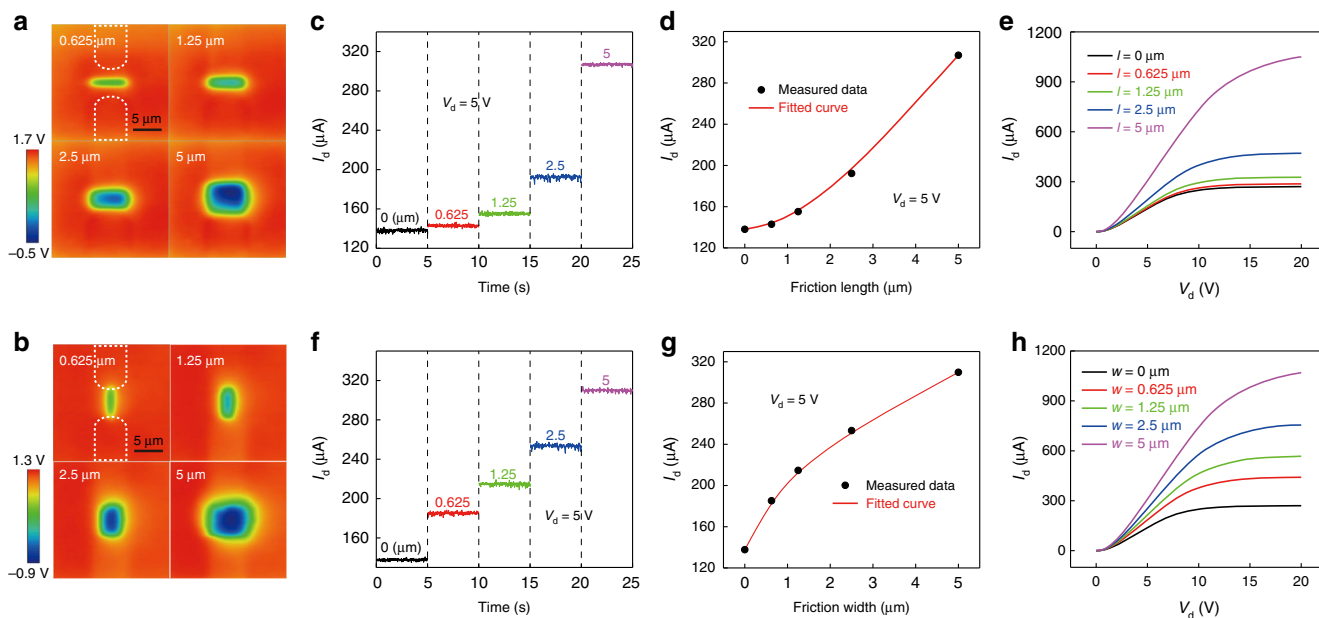 a
0.625 μm
1.25 μm
5 μm
2.5 μm
5 μm
1.7 V
–0.5 V
c
360
320
280
240
200
160
120
I_d (μA)
V_d = 5 V
0 (μm)
0.625
1.25
2.5
5
0 5 10 15 20 25
Time (s)
d
360
320
280
240
200
160
120
I_d (μA)
Measured data
Fitted curve
V_d = 5 V
0 1 2 3 4 5
Friction length (μm)
e
1200
900
600
300
0
I_d (μA)
l = 0 μm
l = 0.625 μm
l = 1.25 μm
l = 2.5 μm
l = 5 μm
0 5 10 15 20
V_d (V)
b
0.625 μm
1.25 μm
5 μm
2.5 μm
5 μm
1.3 V
–0.9 V
f
360
320
280
240
200
160
I_d (μA)
0 (μm)
0.625
1.25
2.5
5
V_d = 5 V
0 5 10 15 20 25
Time (s)
g
360
320
280
240
200
160
120
I_d (μA)
V_d = 5 V
Measured data
Fitted curve
0 1 2 3 4 5
Friction width (μm)
h
1200
900
600
300
0
I_d (μA)
w = 0 μm
w = 0.625 μm
w = 1.25 μm
w = 2.5 μm
w = 5 μm
0 5 10 15 20
V_d (V)